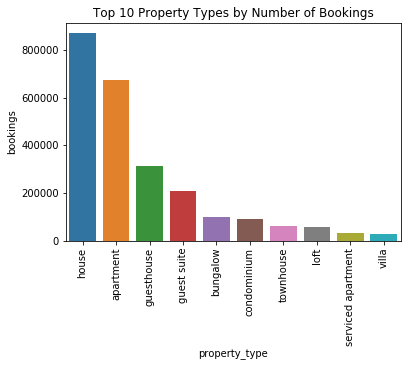 Top 10 Property Types by Number of Bookings
800000
600000
400000
200000
0
bookings
house
apartment
guesthouse
guest suite
bungalow
condominium
townhouse
loft
serviced apartment
villa
property_type